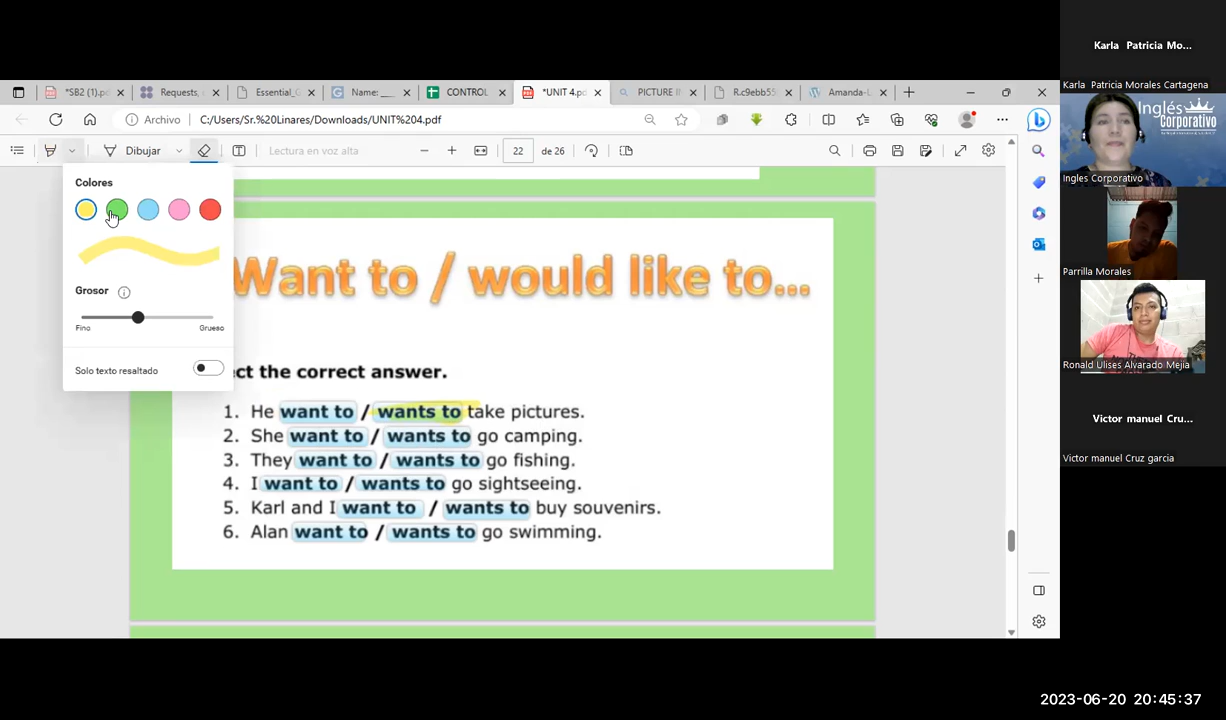 Karla Patricia Mo...
Karla Patricia Morales Cartagena
*SB2 (1).pd
Requests,
Essential_G
Name: ___
CONTROL
*UNIT 4.pd
PICTURE IN
R.c9ebb55
Amanda-L
Archivo
C:/Users/Sr.%20Linares/Downloads/UNIT%204.pdf
Dibujar
Lectura en voz alta
22
de 26
Colores
Grosor
Fino
Grueso
Solo texto resaltado
Want to / would like to...
ct the correct answer.
1. He want to / wants to take pictures.
2. She want to / wants to go camping.
3. They want to / wants to go fishing.
4. I want to / wants to go sightseeing.
5. Karl and I want to / wants to buy souvenirs.
6. Alan want to / wants to go swimming.
Inglés
Corporativo
Ingles Corporativo
Parrilla Morales
Ronald Ulises Alvarado Mejia
Victor manuel Cru...
Victor manuel Cruz garcia
2023-06-20 20:45:37